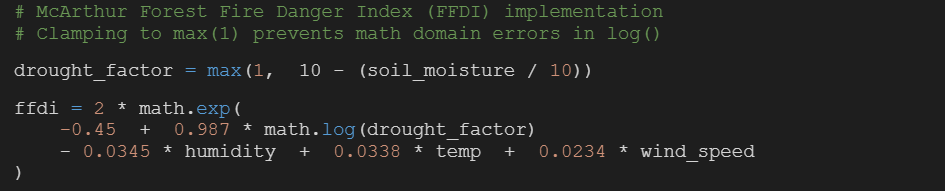 # McArthur Forest Fire Danger Index (FFDI) implementation
# Clamping to max(1) prevents math domain errors in log()
drought_factor = max(1,  10 - (soil_moisture / 10))
ffdi = 2 * math.exp(
    -0.45  +  0.987 * math.log(drought_factor)
    - 0.0345 * humidity  +  0.0338 * temp  +  0.0234 * wind_speed
)